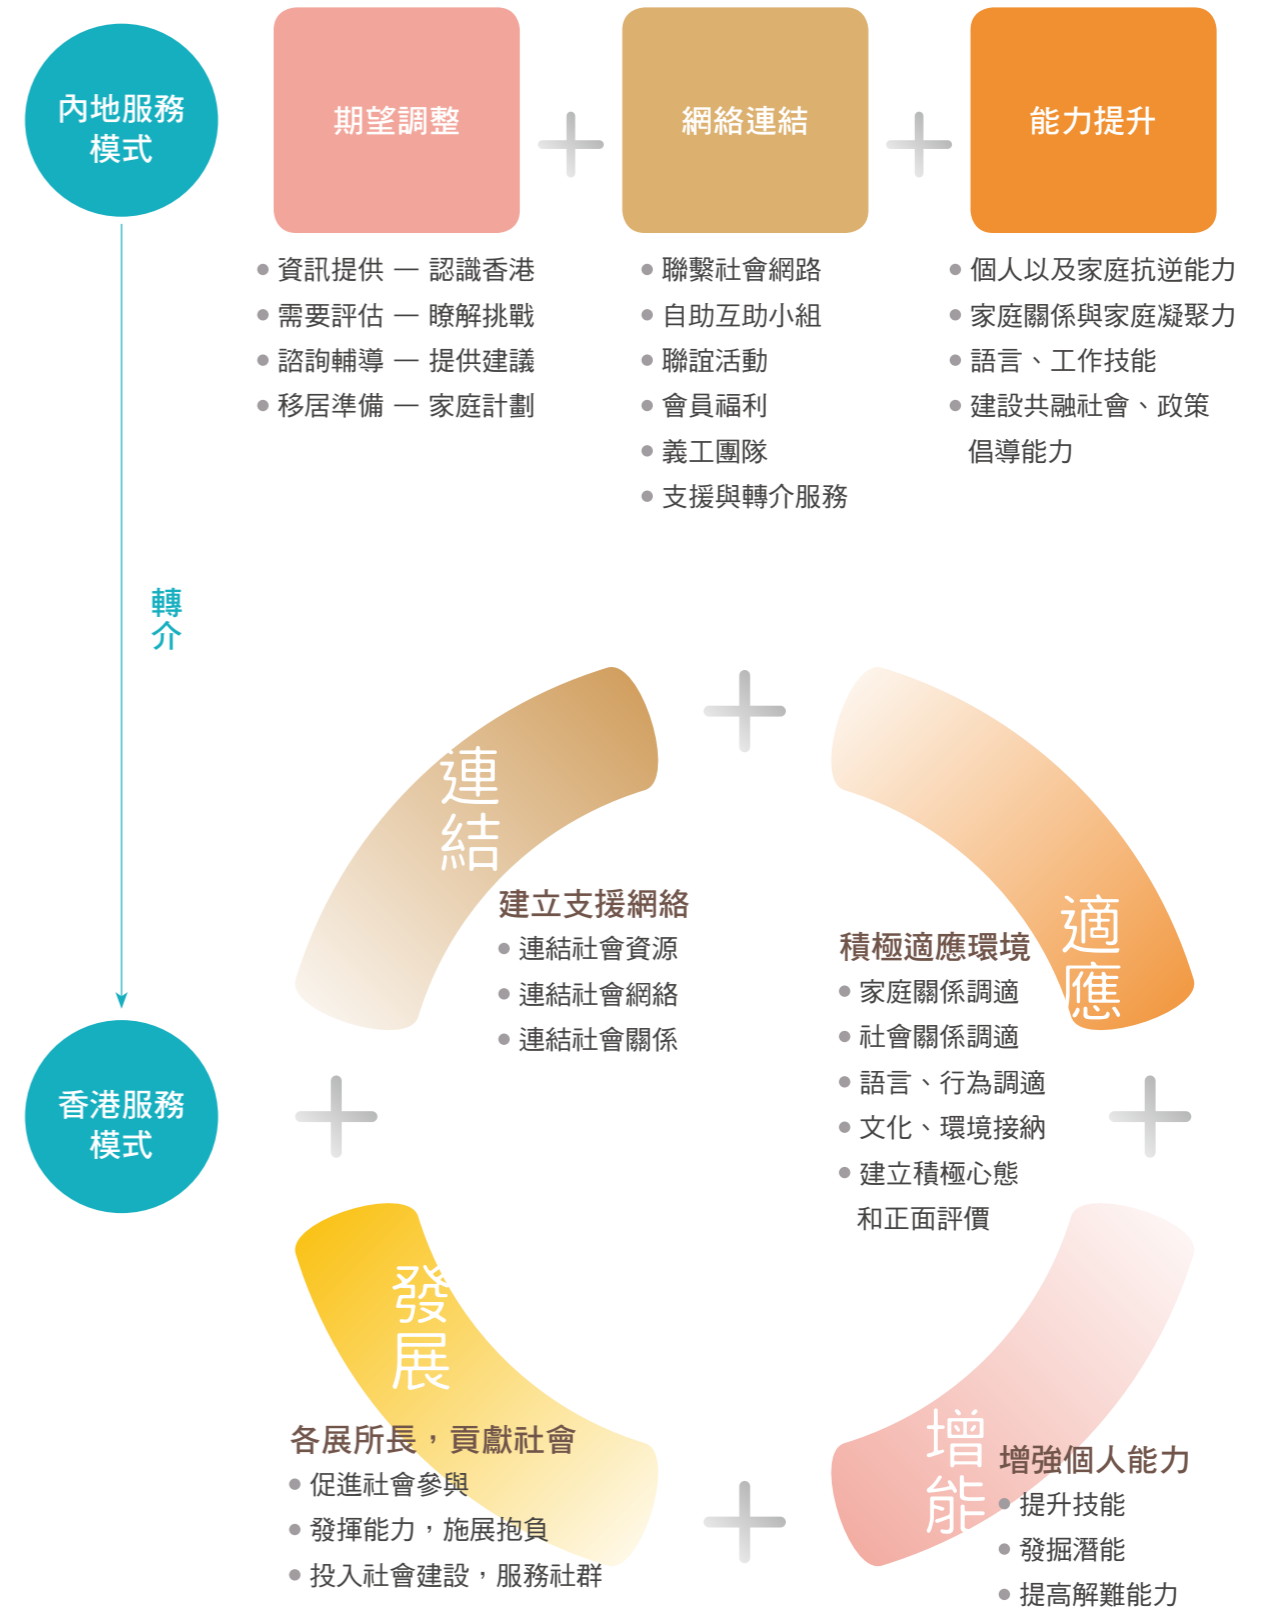 內地服務
模式
期望調整
網絡連結
能力提升
資訊提供 — 認識香港
需要評估 — 瞭解挑戰
諮詢輔導 — 提供建議
移居準備 — 家庭計劃
聯繫社會網路
自助互助小組
聯誼活動
會員福利
義工團隊
支援與轉介服務
個人以及家庭抗逆能力
家庭關係與家庭凝聚力
語言、工作技能
建設共融社會、政策
倡導能力
轉介
香港服務
模式
連結
建立支援網絡
連結社會資源
連結社會網絡
連結社會關係
適應
積極適應環境
家庭關係調適
社會關係調適
語言、行為調適
文化、環境接納
建立積極心態
和正面評價
發展
各展所長，貢獻社會
促進社會參與
發揮能力，施展抱負
投入社會建設，服務社群
增能
增強個人能力
提升技能
發掘潛能
提高解難能力